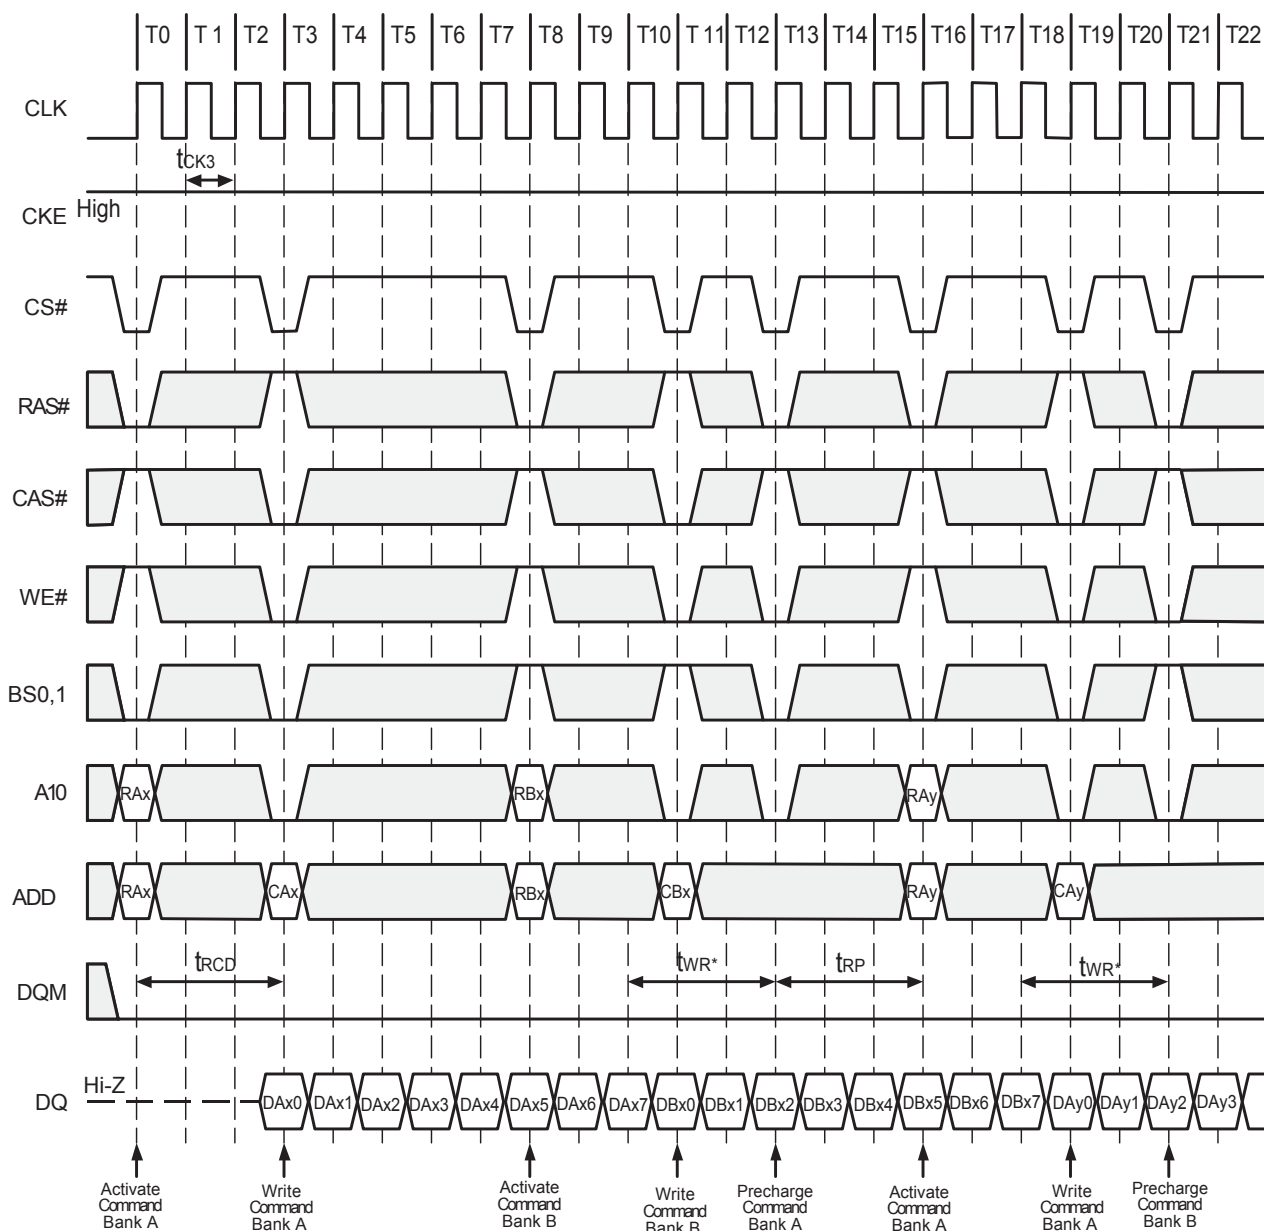 T0 T 1 T2 T3 T4 T5 T6 T7 T8 T9 T10 T 11 T12 T13 T14 T15 T16 T17 T18 T19 T20 T21 T22
CLK
tCK3
CKE High
CS#
RAS#
CAS#
WE#
BS0,1
A10 RAx RBx RAy
ADD RAx CAx RBx CBx RAy CAy
tRCD tWR* tRP tWR*
DQM
Hi-Z
DQ DAx0 DAx1 DAx2 DAx3 DAx4 DAx5 DAx6 DAx7 DBx0 DBx1 DBx2 DBx3 DBx4 DBx5 DBx6 DBx7 DAy0 DAy1 DAy2 DAy3
Activate
Command
Bank A
Write
Command
Bank A
Activate
Command
Bank B
Write
Command
Bank B
Precharge
Command
Bank A
Activate
Command
Bank A
Write
Command
Bank A
Precharge
Command
Bank B